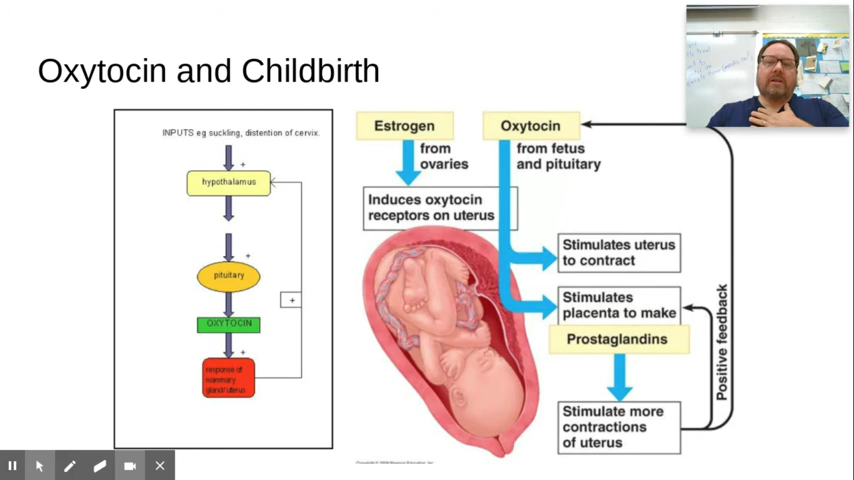 Oxytocin and Childbirth
INPUTS eg suckling, distention of cervix.
+
hypothalamus
+
pituitary
+
OXYTOCIN
+
response of
mammary
gland/uterus
Estrogen
from
ovaries
Induces oxytocin
receptors on uterus
Oxytocin
from fetus
and pituitary
Stimulates uterus
to contract
Stimulates
placenta to make
Prostaglandins
Stimulate more
contractions
of uterus
Positive feedback